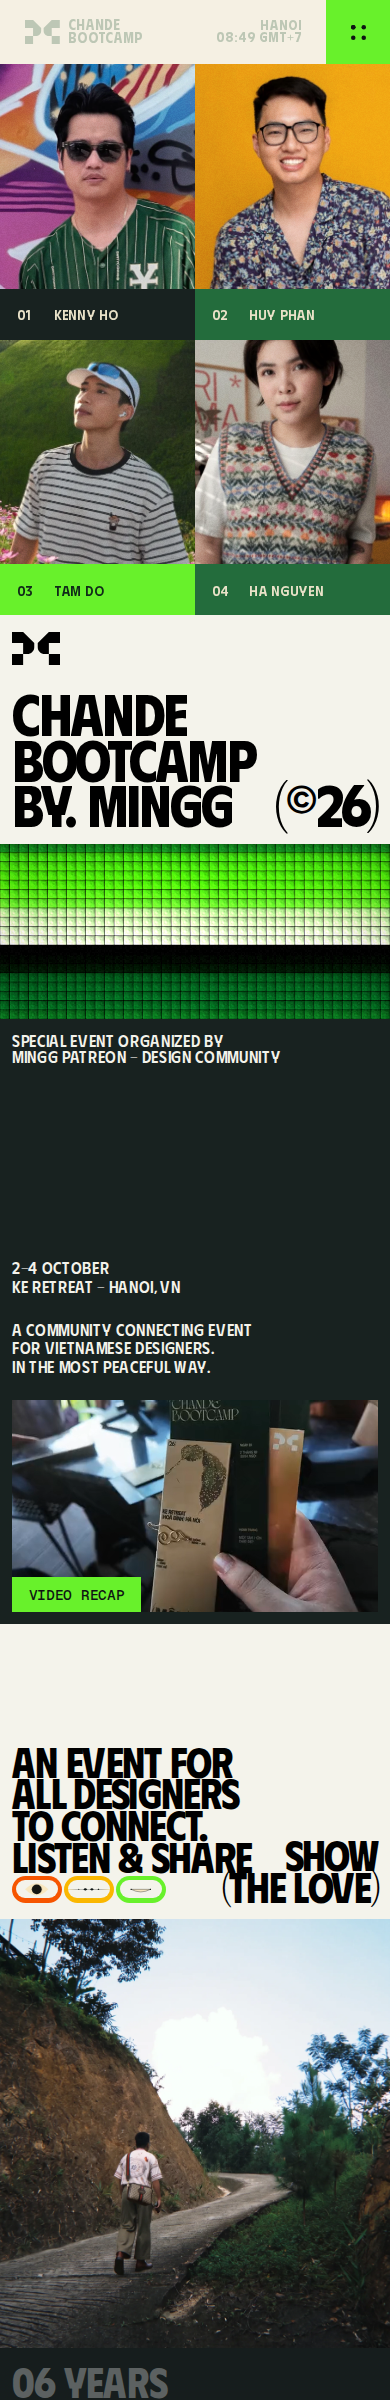 CHANDE
BOOTCAMP
HANOI
08:49 GMT+7
01 KENNY HO
02 HUY PHAN
03 TAM DO
04 HA NGUYEN
CHANDE
BOOTCAMP
BY. MINGG (©26)
SPECIAL EVENT ORGANIZED BY
MINGG PATREON – DESIGN COMMUNITY
2–4 OCTOBER
KE RETREAT – HANOI, VN
A COMMUNITY CONNECTING EVENT
FOR VIETNAMESE DESIGNERS.
IN THE MOST PEACEFUL WAY.
CHANDE
BOOTCAMP
KE RETREAT
VIDEO RECAP
AN EVENT FOR
ALL DESIGNERS
TO CONNECT.
LISTEN & SHARE
SHOW
(THE LOVE)
06 YEARS